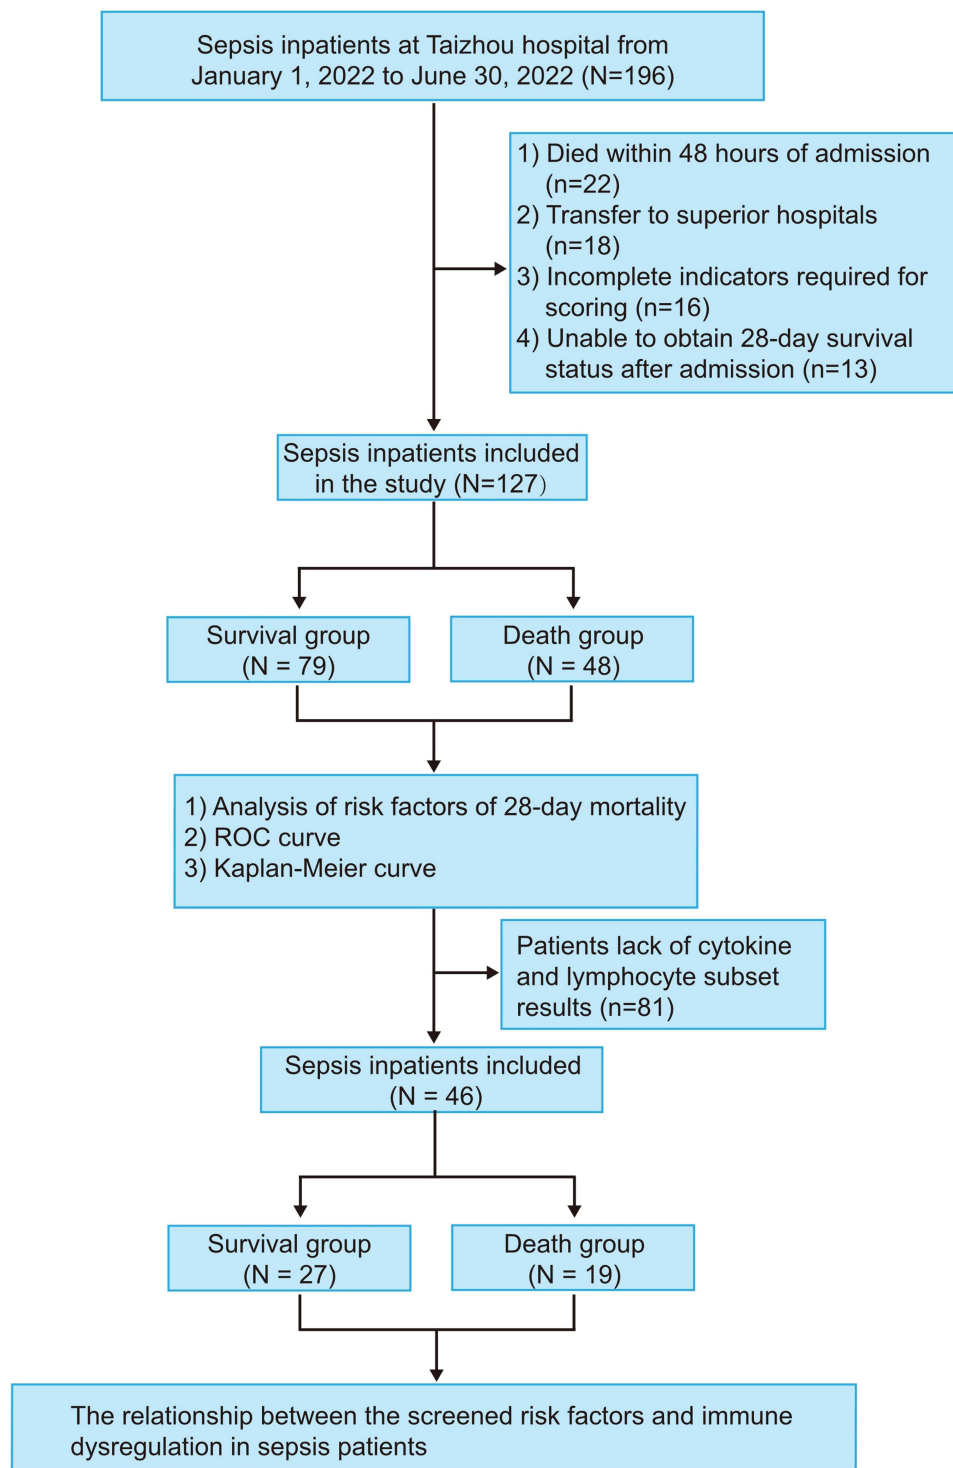 Sepsis inpatients at Taizhou hospital from
January 1, 2022 to June 30, 2022 (N=196)
1) Died within 48 hours of admission
(n=22)
2) Transfer to superior hospitals
(n=18)
3) Incomplete indicators required for
scoring (n=16)
4) Unable to obtain 28-day survival
status after admission (n=13)
Sepsis inpatients included
in the study (N=127）
Survival group
(N = 79)
Death group
(N = 48)
1) Analysis of risk factors of 28-day mortality
2) ROC curve
3) Kaplan-Meier curve
Patients lack of cytokine
and lymphocyte subset
results (n=81)
Sepsis inpatients included
(N = 46)
Survival group
(N = 27)
Death group
(N = 19)
The relationship between the screened risk factors and immune
dysregulation in sepsis patients